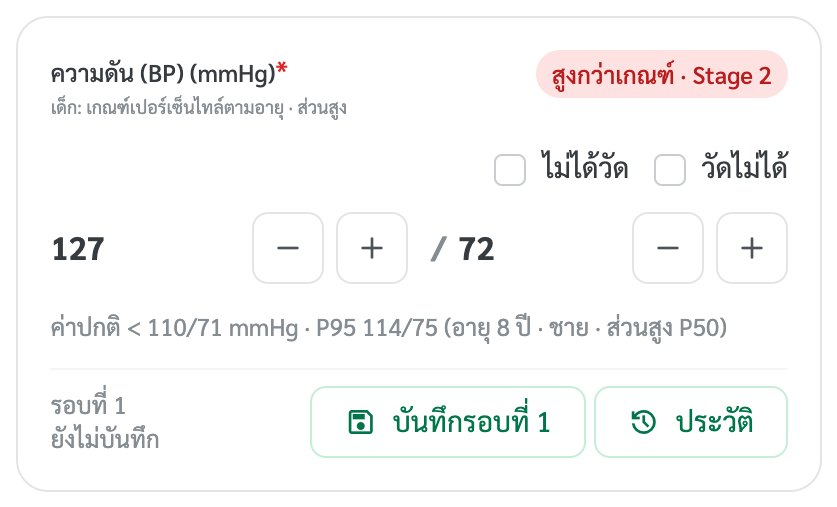 ความดัน (BP) (mmHg)*
สูงกว่าเกณฑ์ · Stage 2
เด็ก: เกณฑ์เปอร์เซ็นไทล์ตามอายุ · ส่วนสูง
ไม่ได้วัด วัดไม่ได้
127 − + / 72 − +
ค่าปกติ < 110/71 mmHg · P95 114/75 (อายุ 8 ปี · ชาย · ส่วนสูง P50)
รอบที่ 1
ยังไม่บันทึก
บันทึกรอบที่ 1
ประวัติ